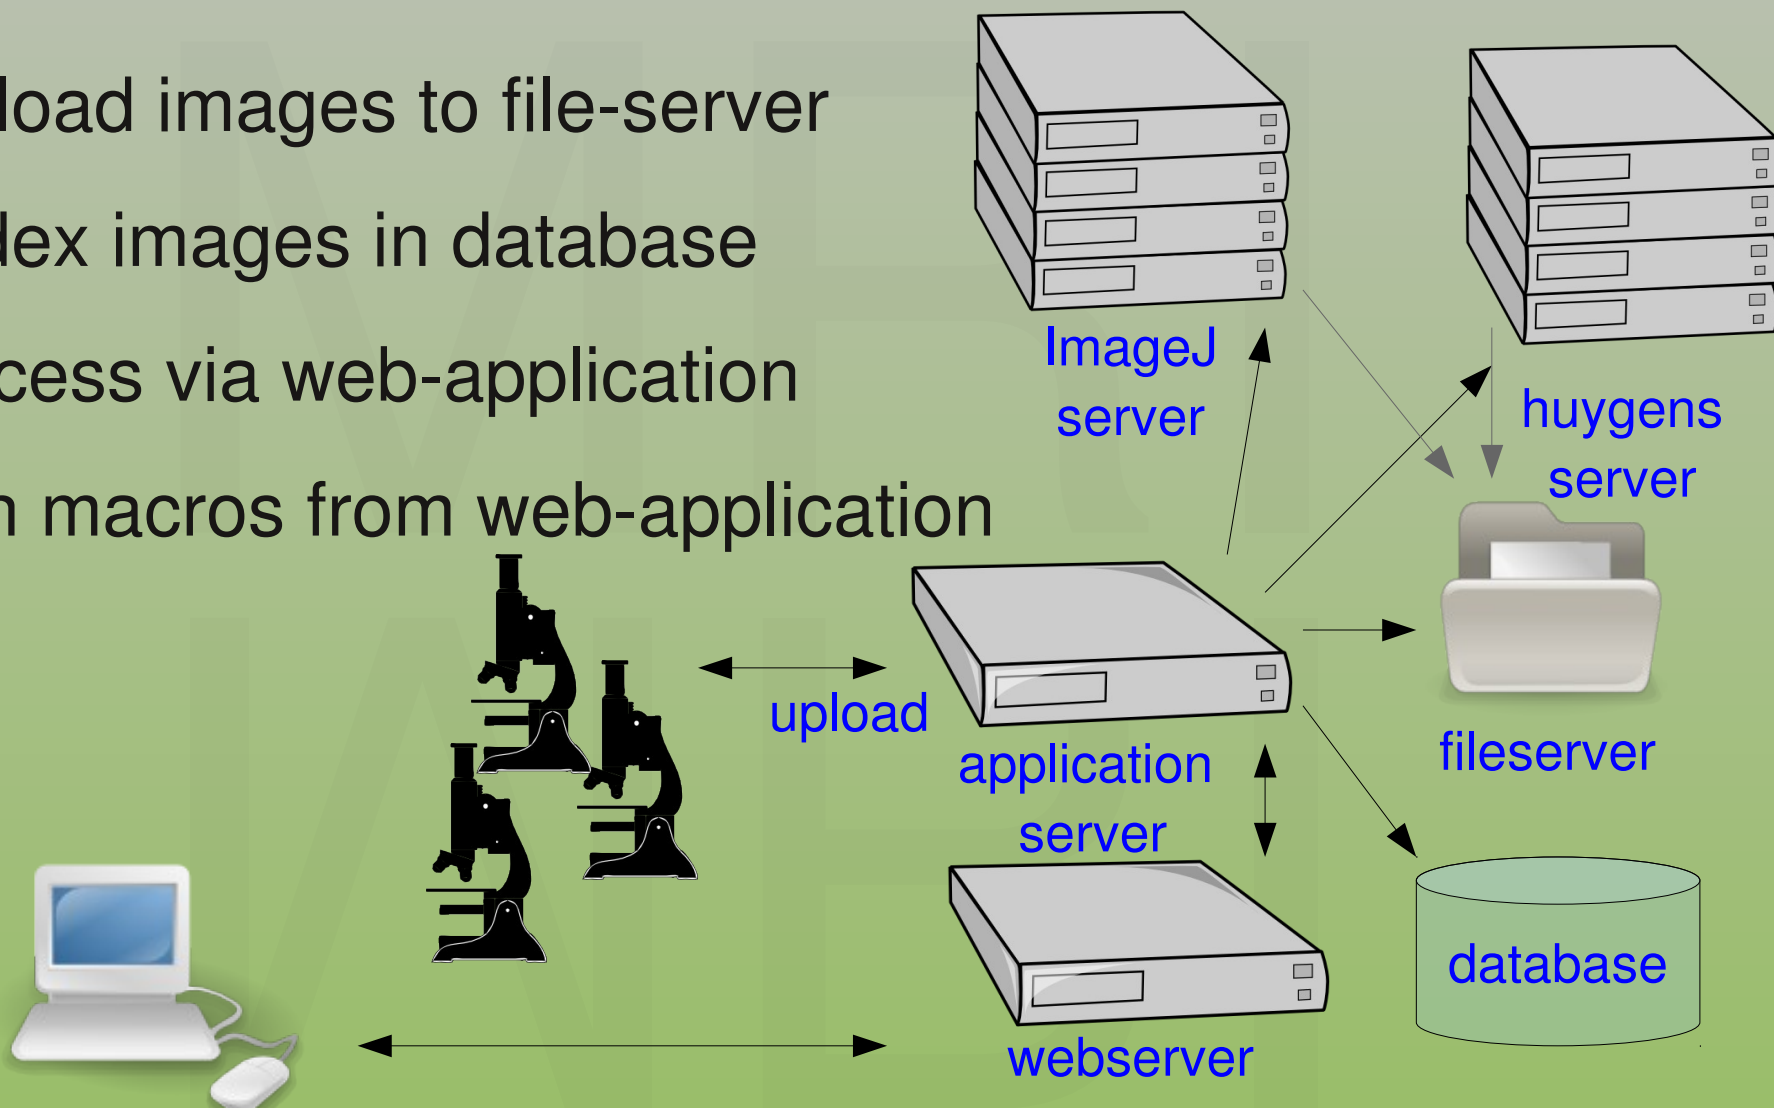 load images to file-server
dex images in database
cess via web-application
n macros from web-application
ImageJ
server
huygens
server
upload
application
server
fileserver
database
webserver